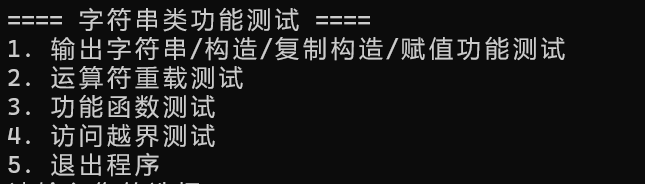 ==== 字符串类功能测试 ====
1. 输出字符串/构造/复制构造/赋值功能测试
2. 运算符重载测试
3. 功能函数测试
4. 访问越界测试
5. 退出程序